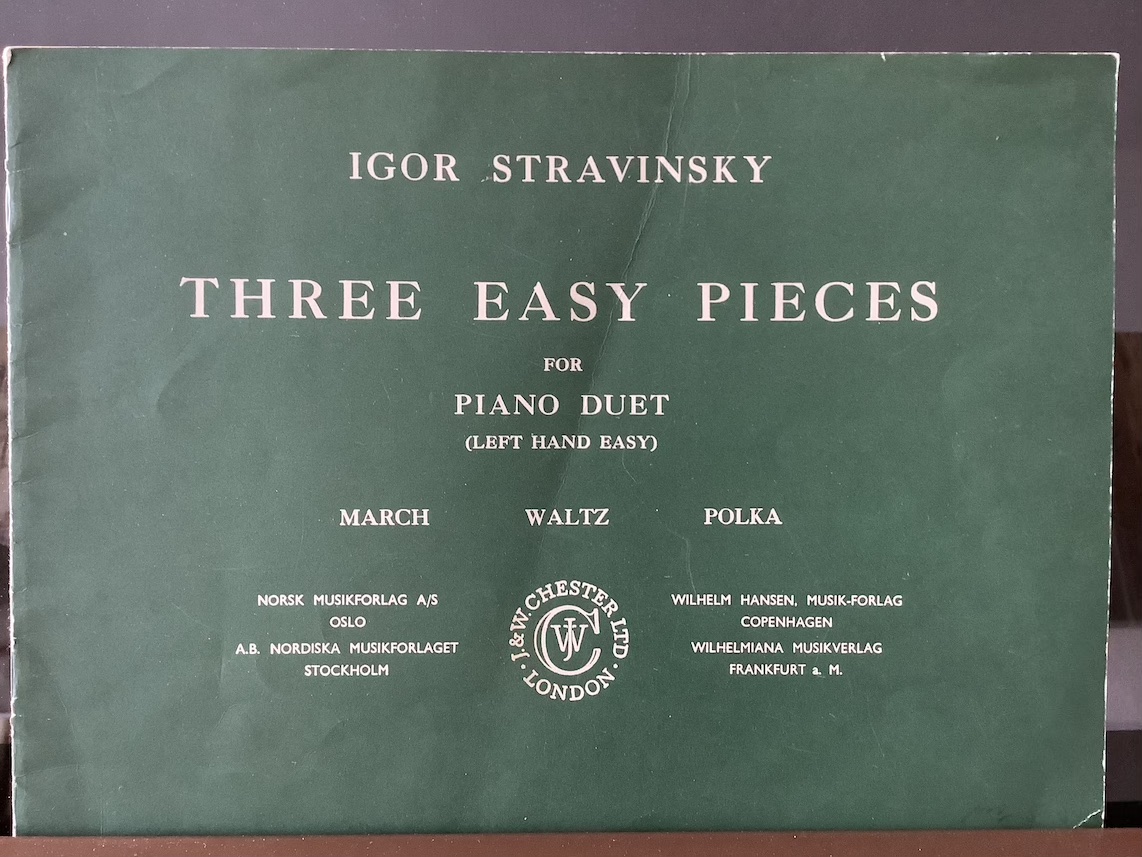 IGOR STRAVINSKY
THREE EASY PIECES
FOR
PIANO DUET
(LEFT HAND EASY)
MARCH WALTZ POLKA
NORSK MUSIKFORLAG A/S
OSLO
A.B. NORDISKA MUSIKFORLAGET
STOCKHOLM
J. & W. CHESTER LTD
JWC
· LONDON ·
WILHELM HANSEN, MUSIK-FORLAG
COPENHAGEN
WILHELMIANA MUSIKVERLAG
FRANKFURT a. M.